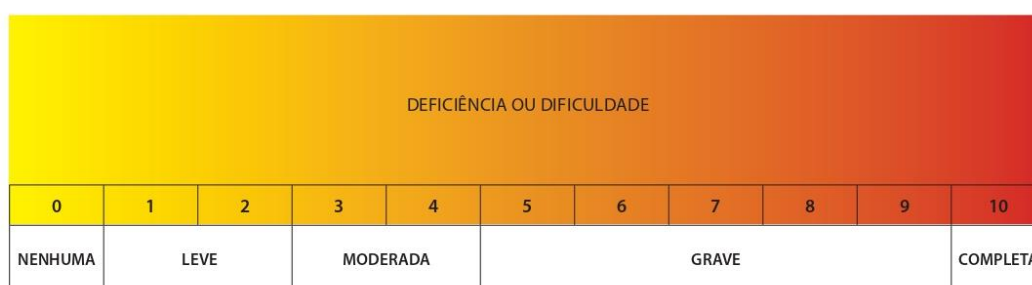 DEFICIÊNCIA OU DIFICULDADE
0 1 2 3 4 5 6 7 8 9 10
NENHUMA LEVE MODERADA GRAVE COMPLETA